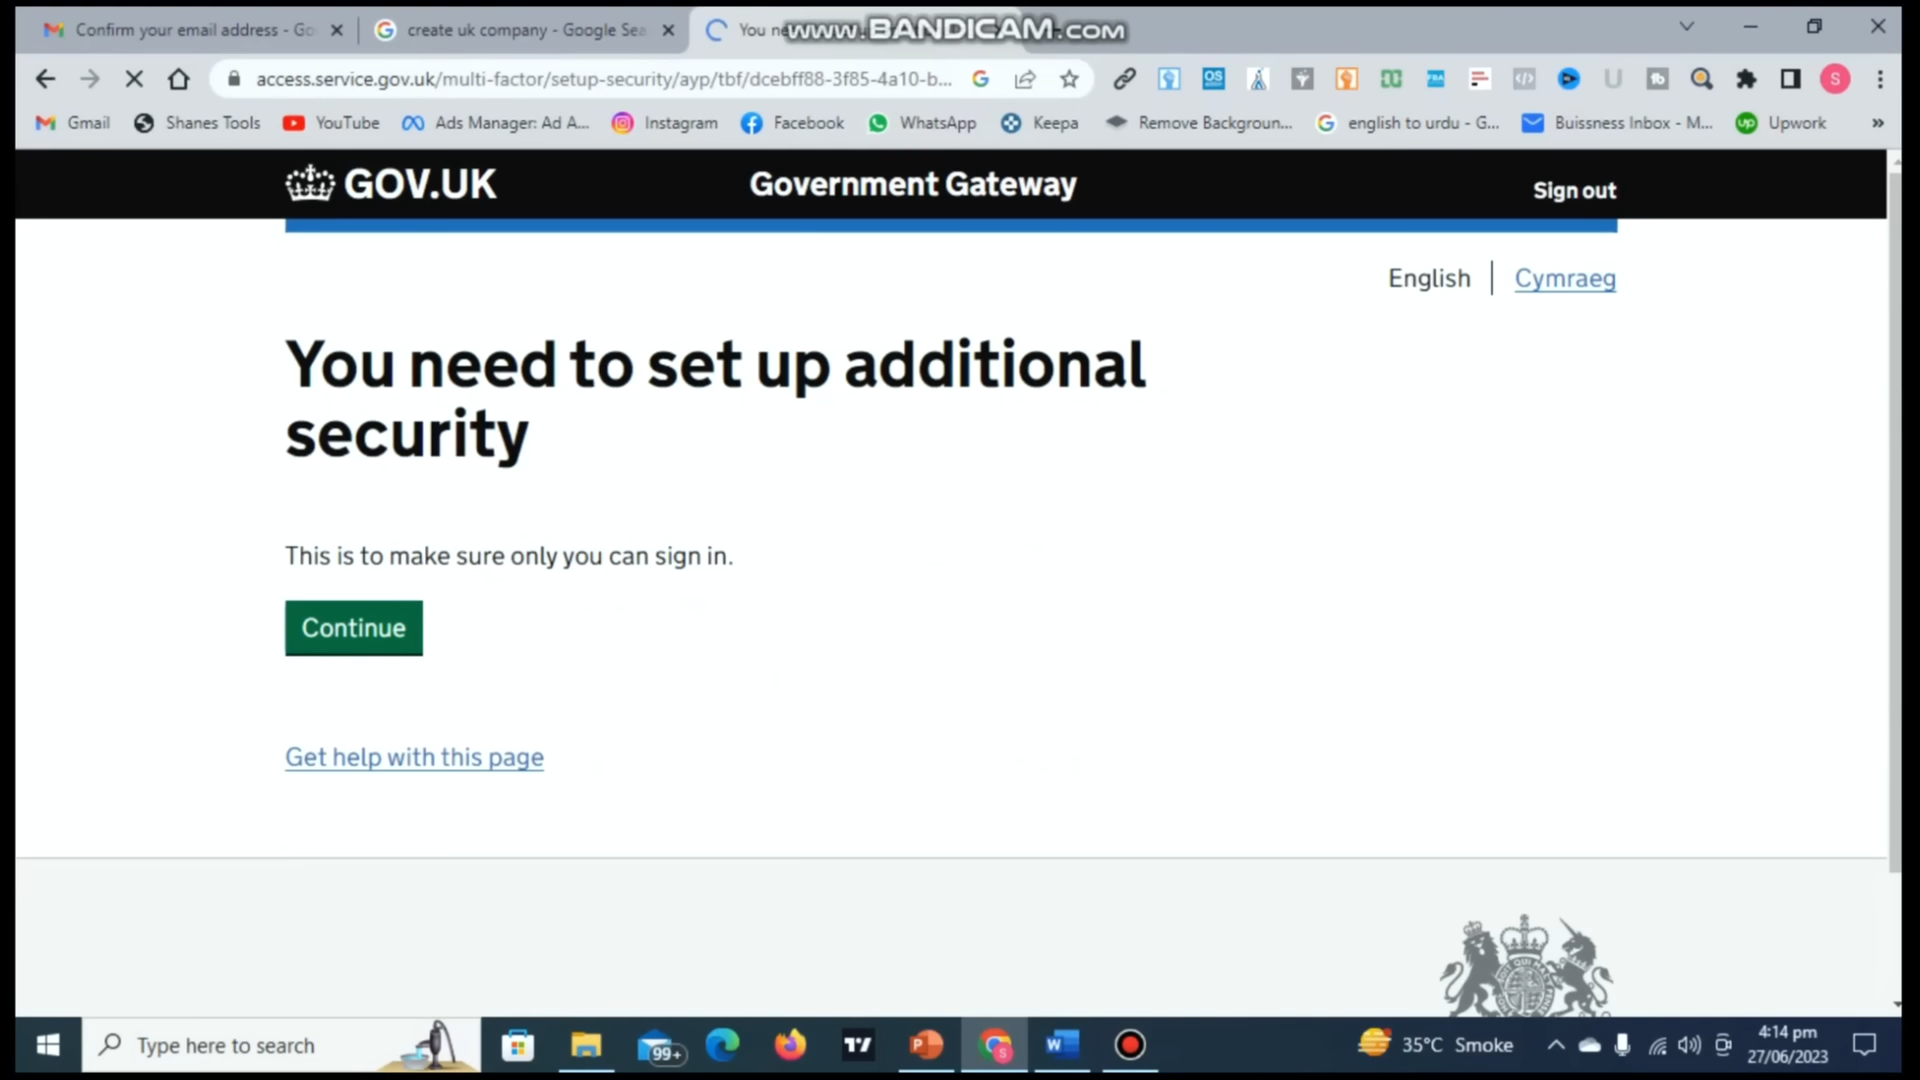 Confirm your email address - Go
create uk company - Google Sea
You ne
www.BANDICAM.com
access.service.gov.uk/multi-factor/setup-security/ayp/tbf/dcebff88-3f85-4a10-b...
Gmail
Shanes Tools
YouTube
Ads Manager: Ad A...
Instagram
Facebook
WhatsApp
Keepa
Remove Backgroun...
english to urdu - G...
Buissness Inbox - M...
Upwork
GOV.UK
Government Gateway
Sign out
English
Cymraeg
You need to set up additional
security
This is to make sure only you can sign in.
Continue
Get help with this page
Type here to search
99+
35°C Smoke
4:14 pm
27/06/2023